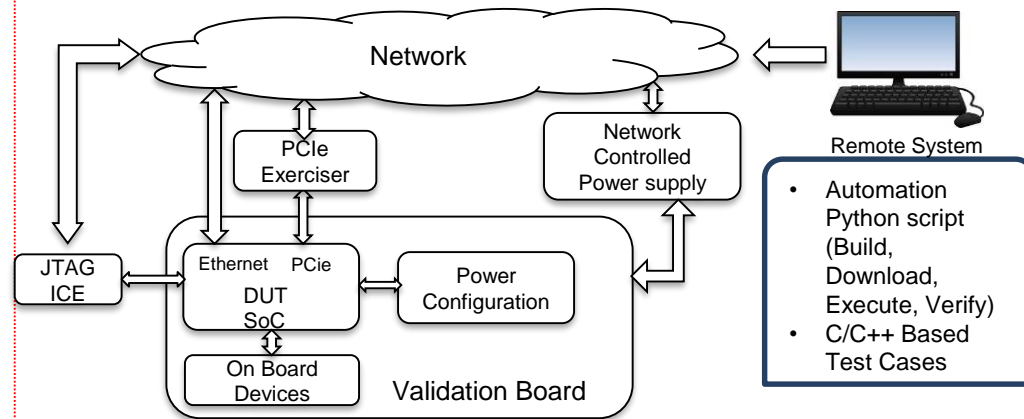 Network
PCIe
Exerciser
Network
Controlled
Power supply
Remote System
JTAG
ICE
Ethernet PCie
DUT
SoC
Power
Configuration
On Board
Devices
Validation Board
• Automation
Python script
(Build,
Download,
Execute, Verify)
• C/C++ Based
Test Cases